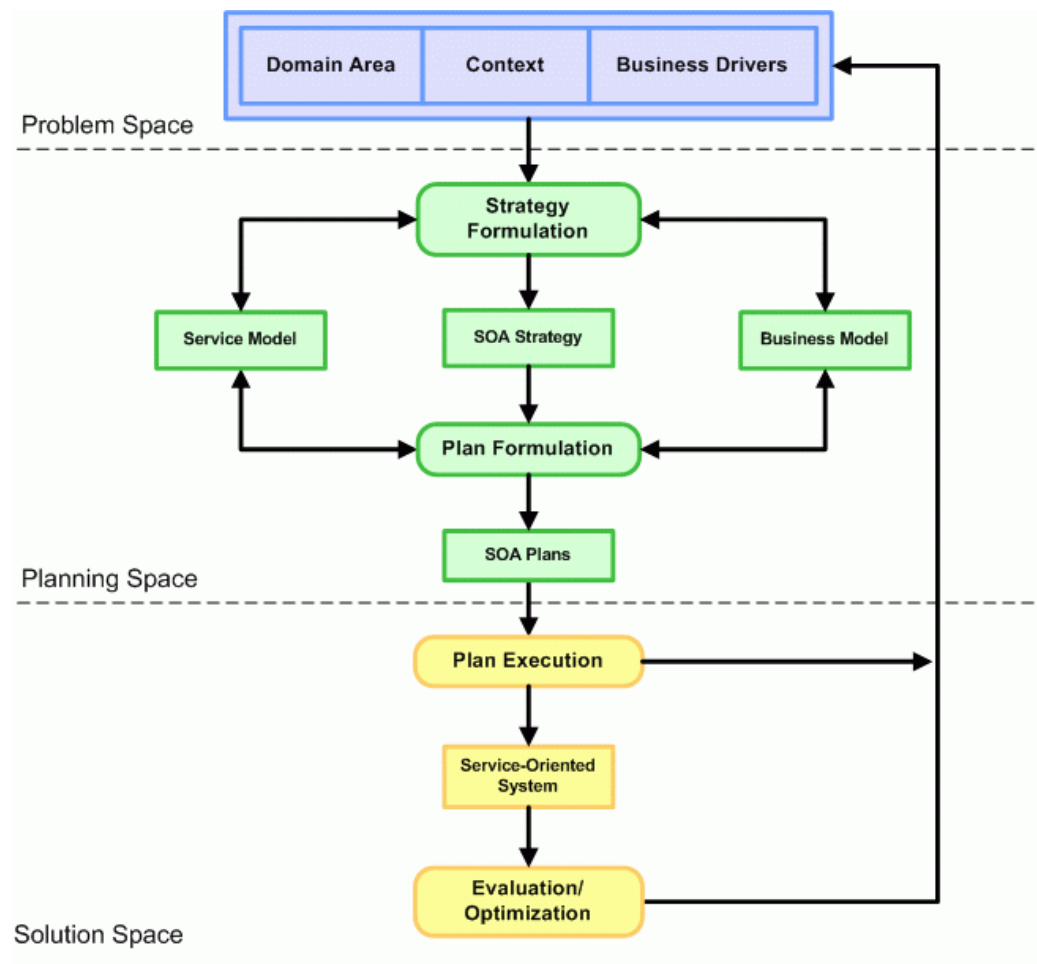 Domain Area
Context
Business Drivers
Problem Space
Strategy
Formulation
Service Model
SOA Strategy
Business Model
Plan Formulation
SOA Plans
Planning Space
Plan Execution
Service-Oriented
System
Evaluation/
Optimization
Solution Space